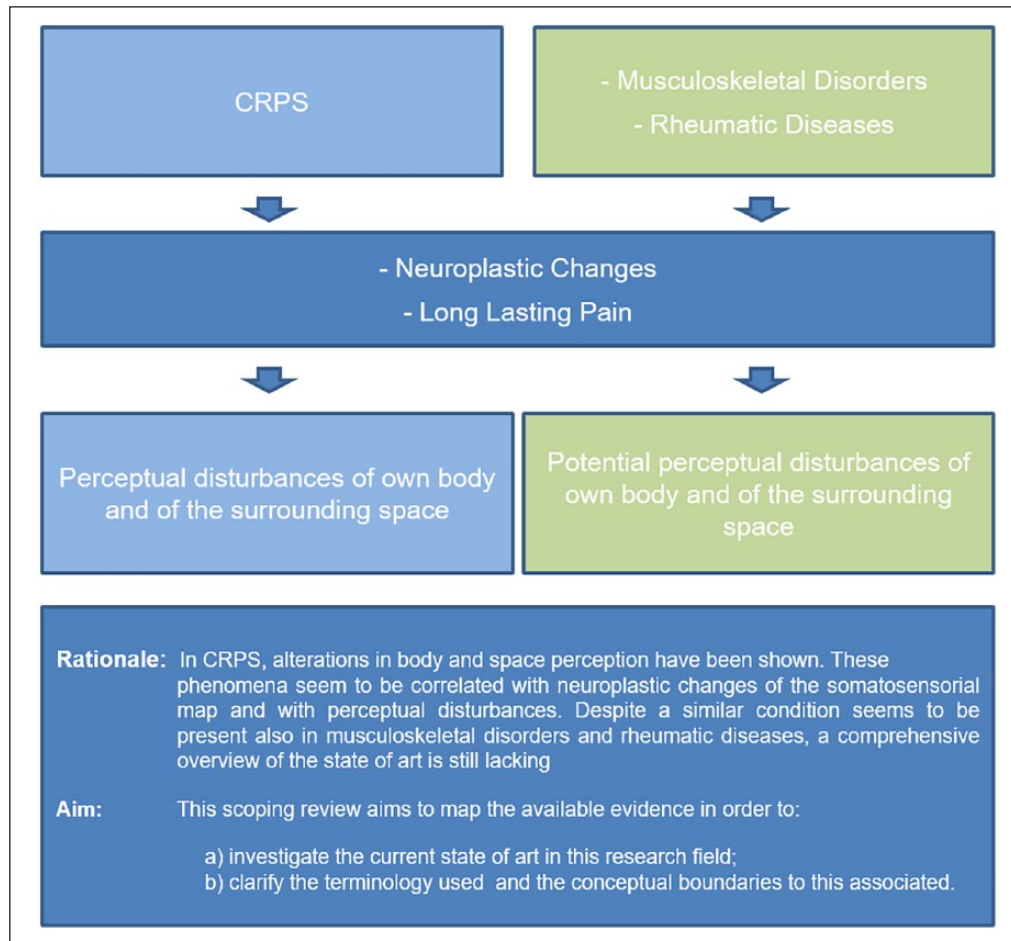 CRPS
- Musculoskeletal Disorders
- Rheumatic Diseases
- Neuroplastic Changes
- Long Lasting Pain
Perceptual disturbances of own body
and of the surrounding space
Potential perceptual disturbances of
own body and of the surrounding
space
Rationale: In CRPS, alterations in body and space perception have been shown. These
phenomena seem to be correlated with neuroplastic changes of the somatosensorial
map and with perceptual disturbances. Despite a similar condition seems to be
present also in musculoskeletal disorders and rheumatic diseases, a comprehensive
overview of the state of art is still lacking
Aim: This scoping review aims to map the available evidence in order to:
a) investigate the current state of art in this research field;
b) clarify the terminology used and the conceptual boundaries to this associated.